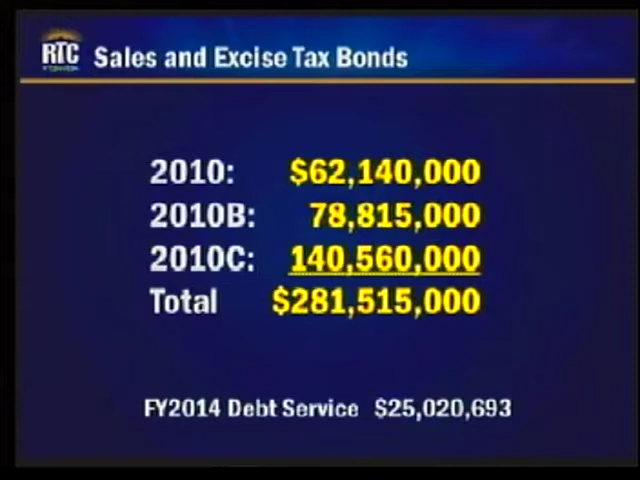 RTC Sales and Excise Tax Bonds
2010: $62,140,000
2010B: 78,815,000
2010C: 140,560,000
Total $281,515,000
FY2014 Debt Service $25,020,693